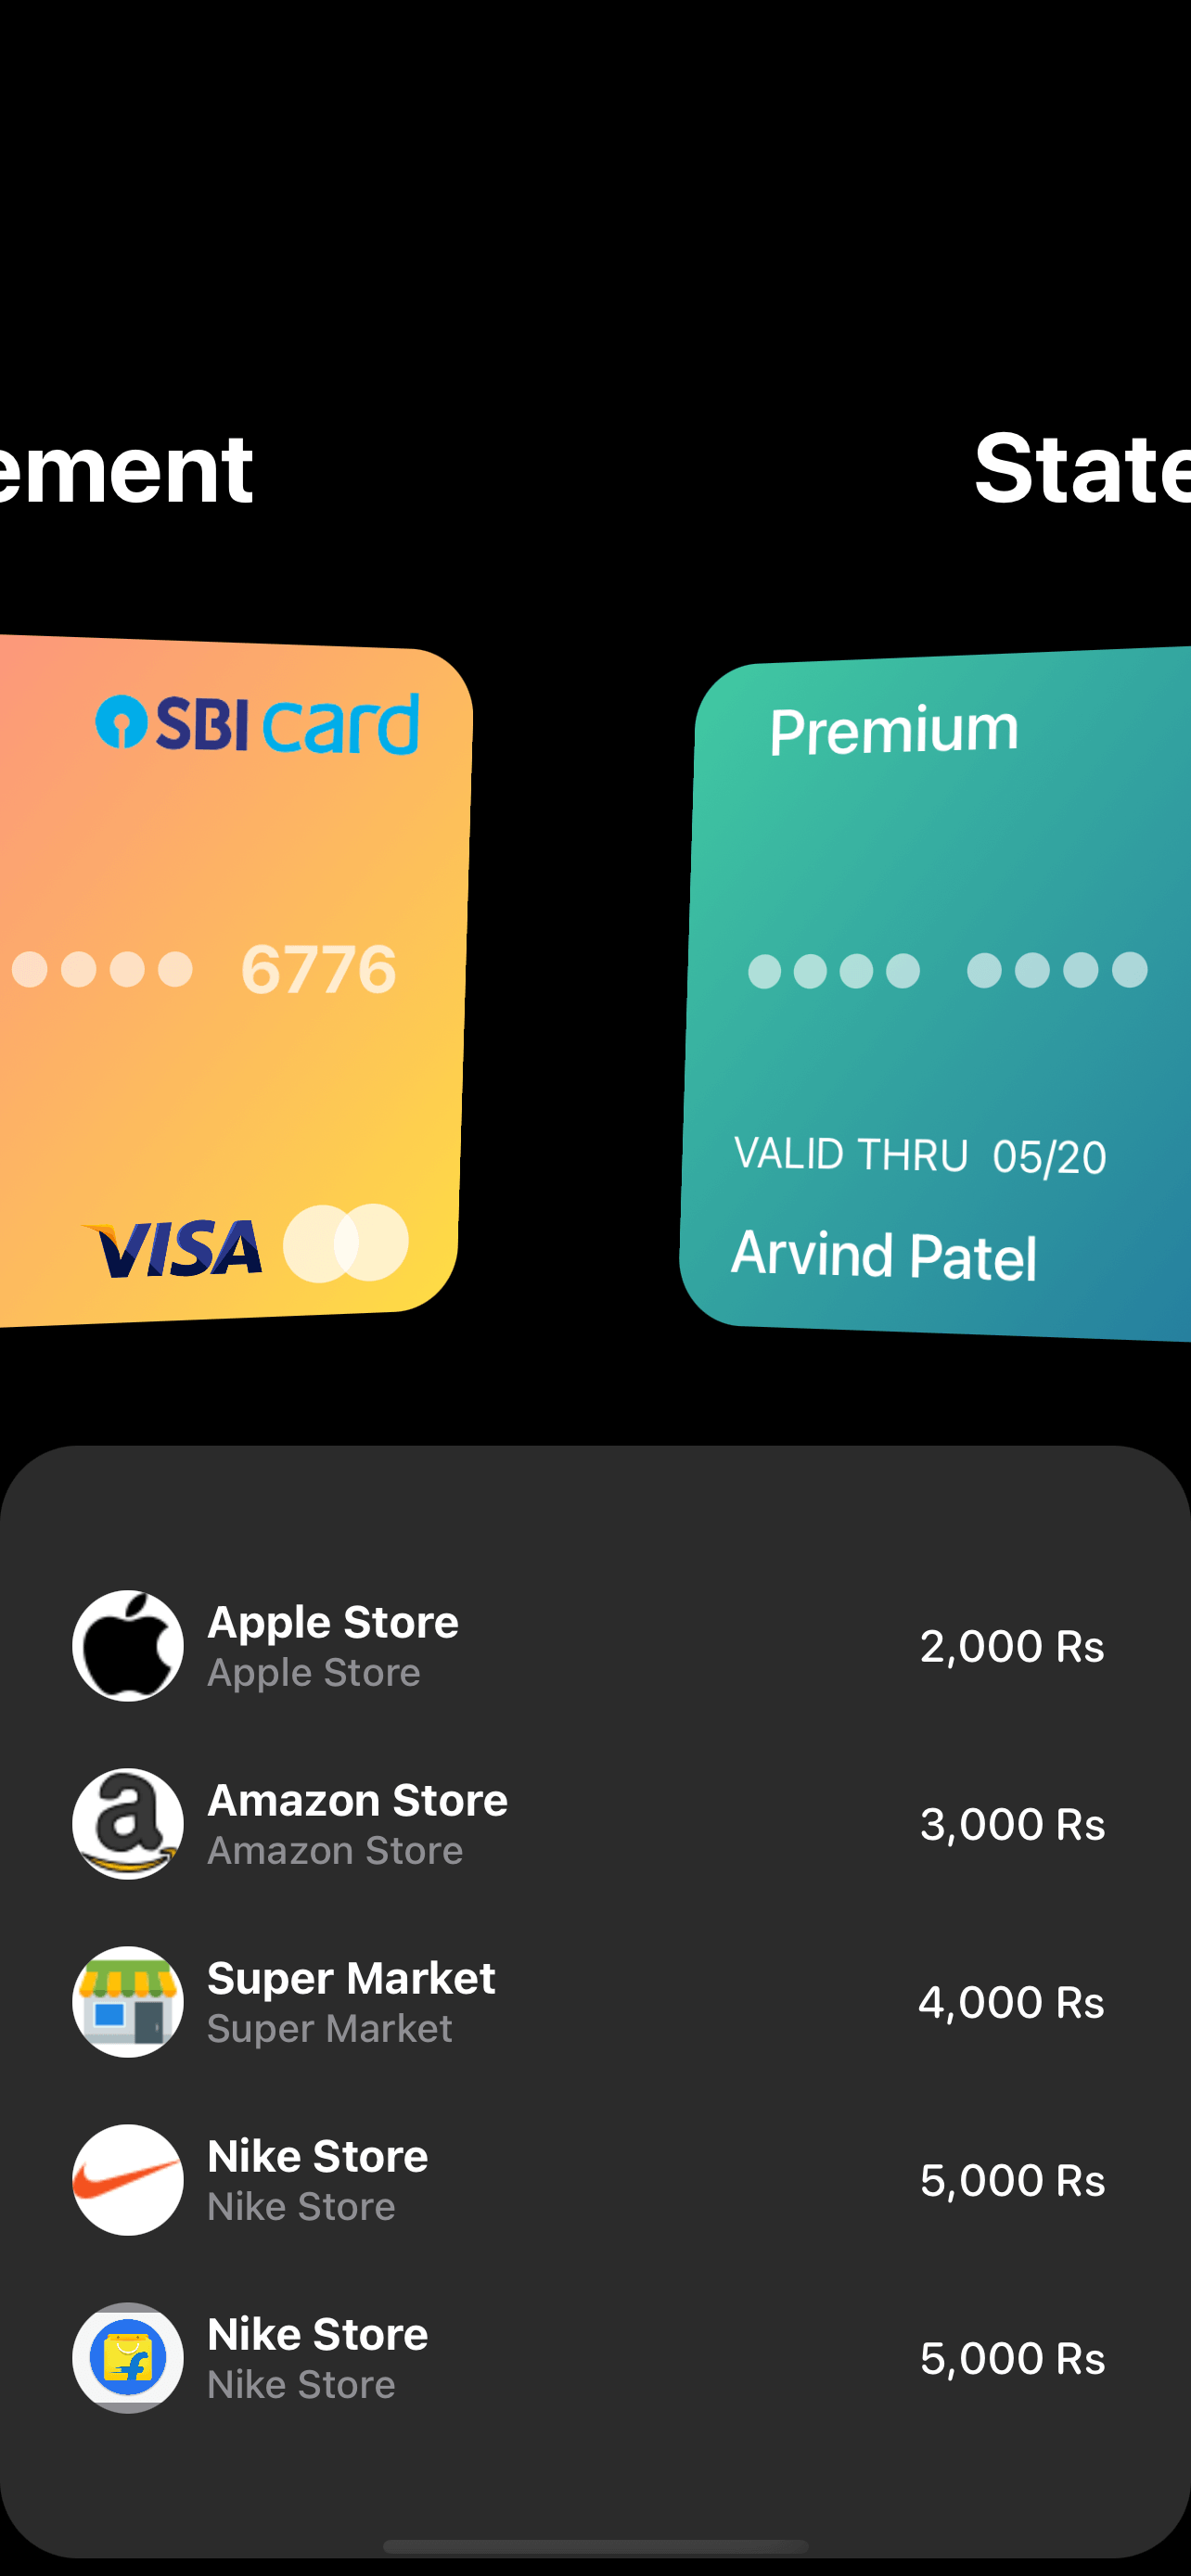 ement
State
SBI card
●●●● 6776
VISA
Premium
●●●● ●●●●
VALID THRU 05/20
Arvind Patel
Apple Store
Apple Store
2,000 Rs
Amazon Store
Amazon Store
3,000 Rs
Super Market
Super Market
4,000 Rs
Nike Store
Nike Store
5,000 Rs
Nike Store
Nike Store
5,000 Rs